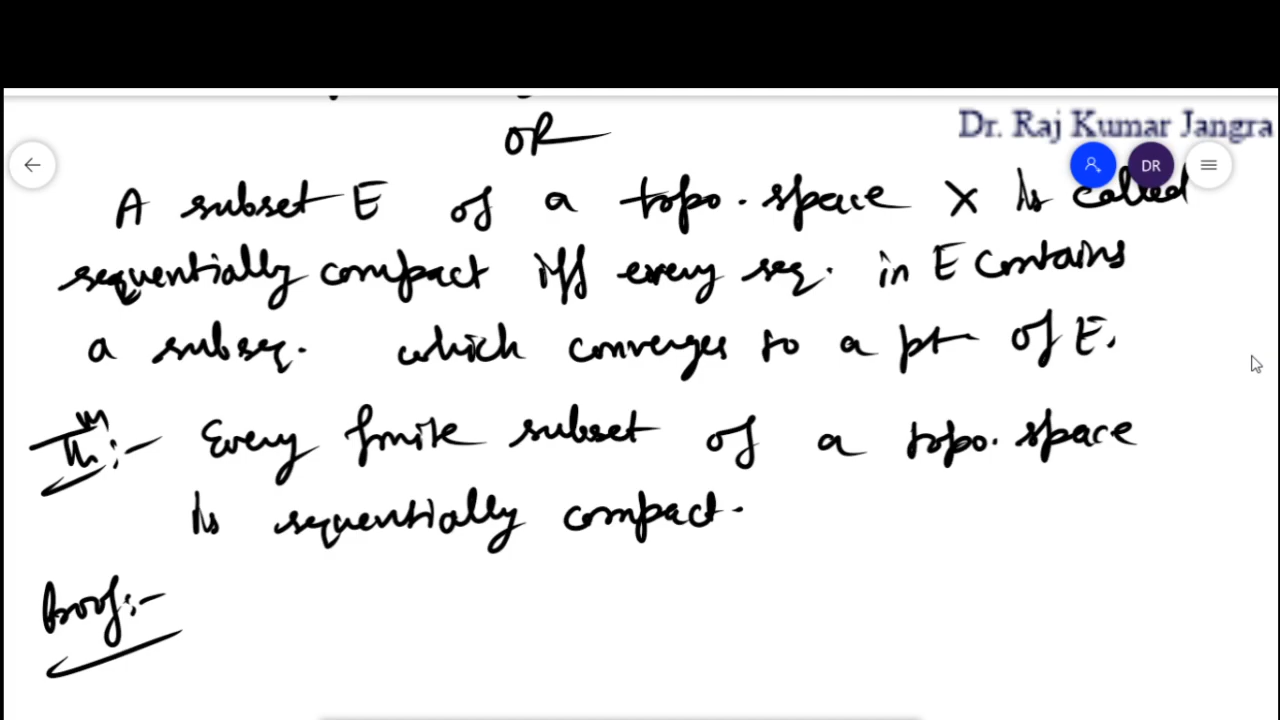 OR
Dr. Raj Kumar Jangra
DR
A subset E of a topo. space X is called
sequentially compact iff every seq. in E contains
a subseq. which converges to a pt of E.
Thm:- Every finite subset of a topo. space
is sequentially compact.
Proof:-